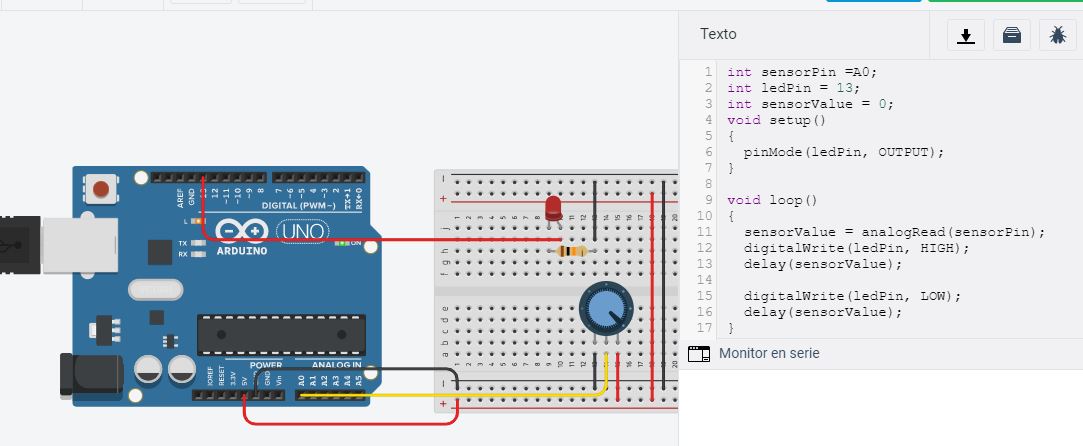 Texto
1 int sensorPin =A0;
2 int ledPin = 13;
3 int sensorValue = 0;
4 void setup()
5 {
6 pinMode(ledPin, OUTPUT);
7 }
8
9 void loop()
10 {
11 sensorValue = analogRead(sensorPin);
12 digitalWrite(ledPin, HIGH);
13 delay(sensorValue);
14
15 digitalWrite(ledPin, LOW);
16 delay(sensorValue);
17 }
Monitor en serie
AREF
GND
12
~11
~10
~9
8
7
~6
~5
4
~3
2
TX→1
RX←0
DIGITAL (PWM~)
L
TX
RX
UNO
ARDUINO
ON
POWER
ANALOG IN
IOREF
RESET
3.3V
5V
GND
Vin
A0
A1
A2
A3
A4
A5